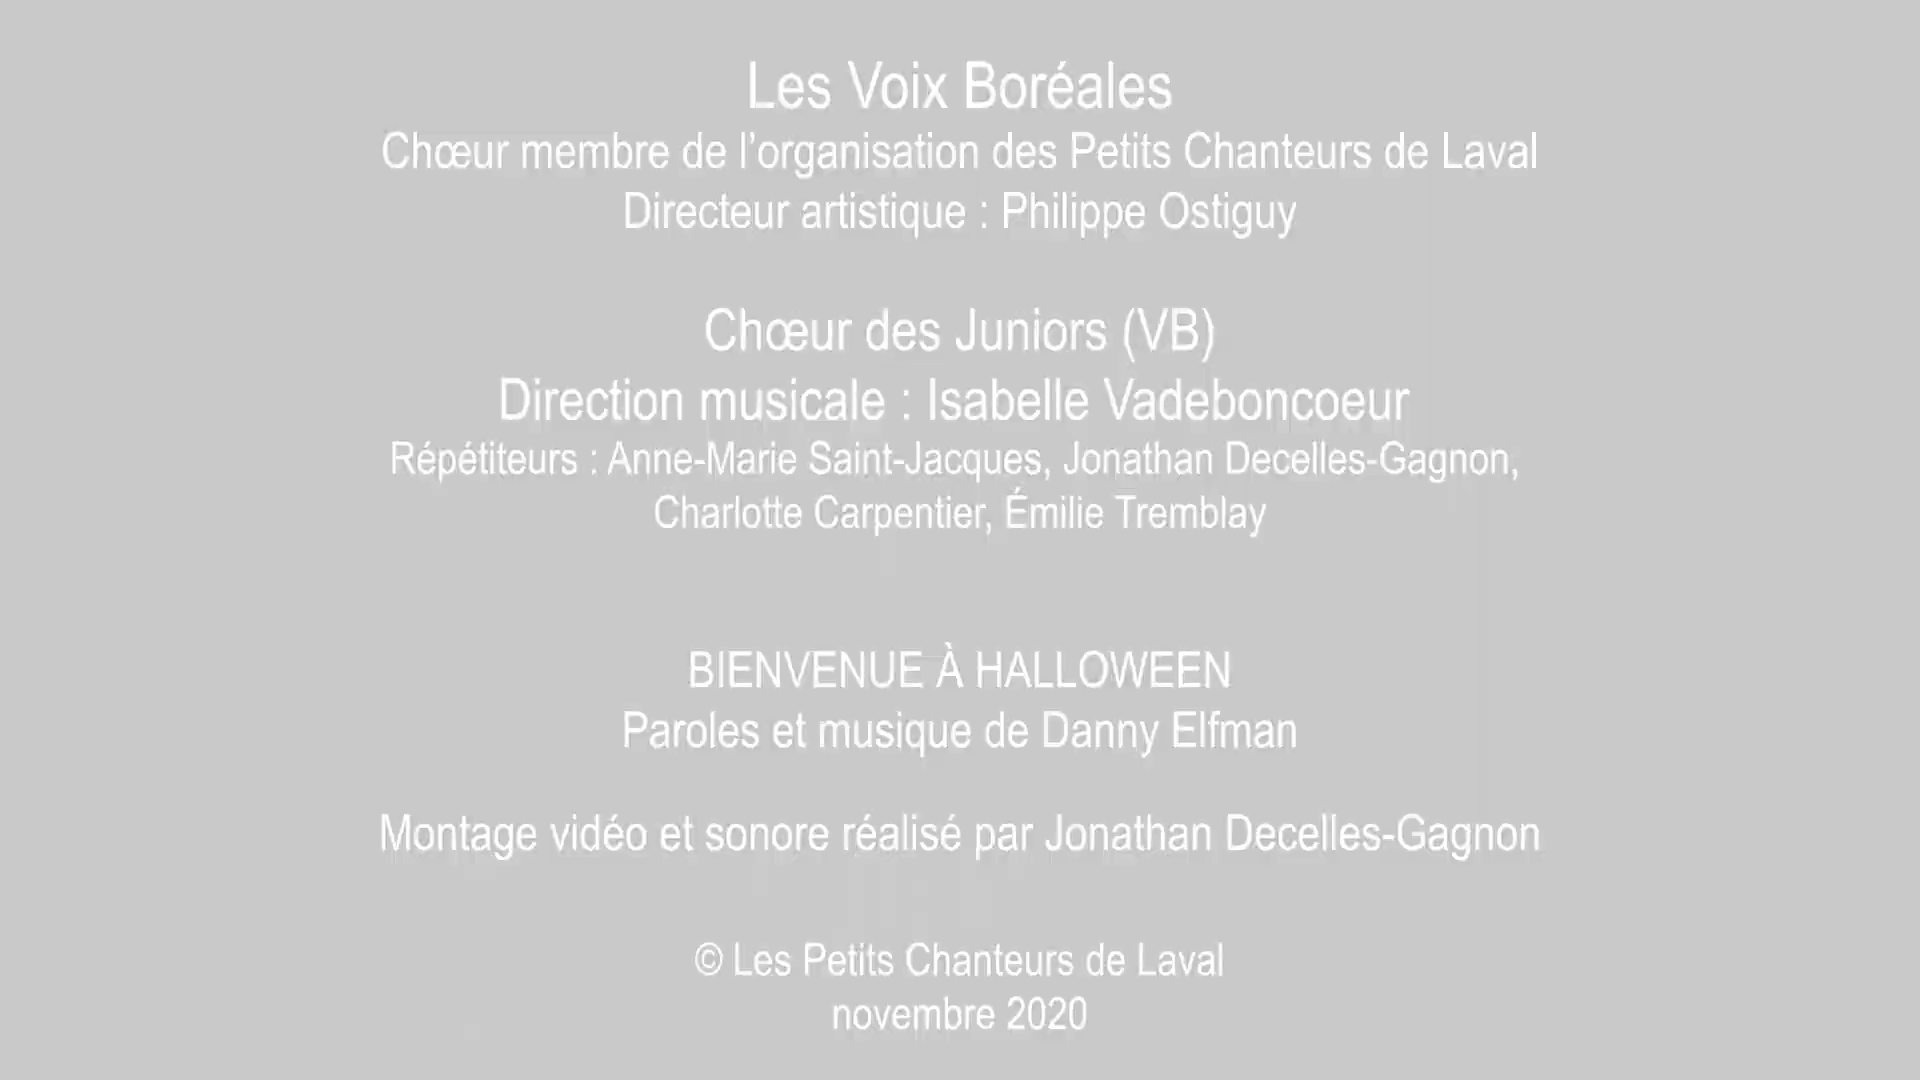 Les Voix Boréales
Chœur membre de l’organisation des Petits Chanteurs de Laval
Directeur artistique : Philippe Ostiguy
Chœur des Juniors (VB)
Direction musicale : Isabelle Vadeboncoeur
Répétiteurs : Anne-Marie Saint-Jacques, Jonathan Decelles-Gagnon,
Charlotte Carpentier, Émilie Tremblay
BIENVENUE À HALLOWEEN
Paroles et musique de Danny Elfman
Montage vidéo et sonore réalisé par Jonathan Decelles-Gagnon
© Les Petits Chanteurs de Laval
novembre 2020